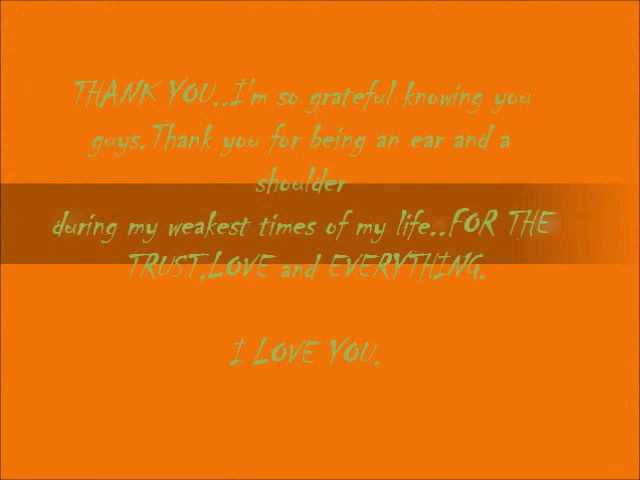 THANK YOU..I'm so grateful knowing you
guys.Thank you for being an ear and a
shoulder
during my weakest times of my life..FOR THE
TRUST,LOVE and EVERYTHING.
I LOVE YOU.